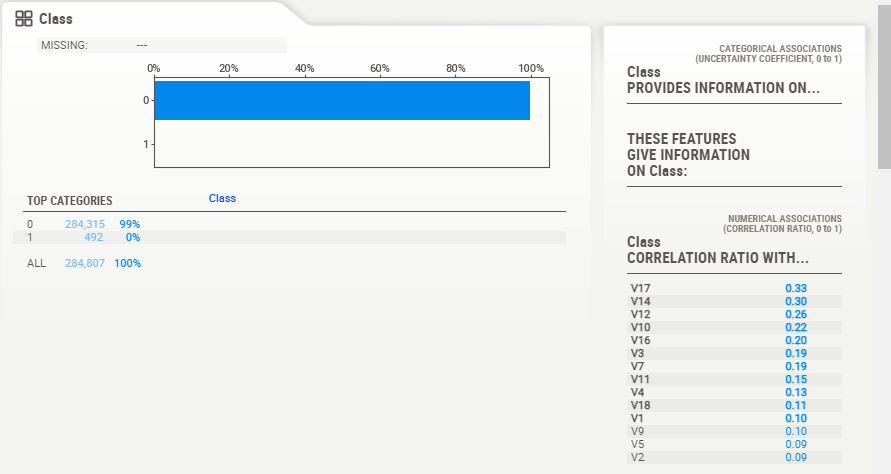 Class
MISSING: ---
0% 20% 40% 60% 80% 100%
0
1
Class
TOP CATEGORIES
0 284,315 99%
1 492 0%
ALL 284,807 100%
CATEGORICAL ASSOCIATIONS
(UNCERTAINTY COEFFICIENT, 0 to 1)
Class
PROVIDES INFORMATION ON...
THESE FEATURES
GIVE INFORMATION
ON Class:
NUMERICAL ASSOCIATIONS
(CORRELATION RATIO, 0 to 1)
Class
CORRELATION RATIO WITH...
V17 0.33
V14 0.30
V12 0.26
V10 0.22
V16 0.20
V3 0.19
V7 0.19
V11 0.15
V4 0.13
V18 0.11
V1 0.10
V9 0.10
V5 0.09
V2 0.09